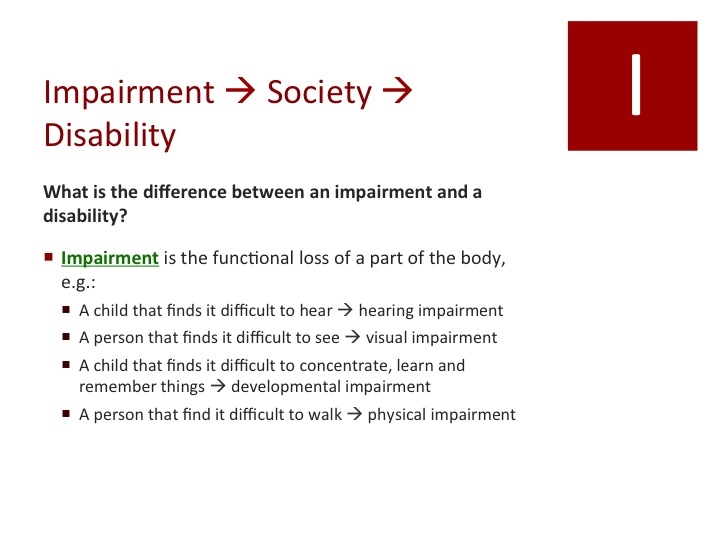 I
Impairment → Society →
Disability
What is the difference between an impairment and a
disability?
Impairment is the functional loss of a part of the body,
e.g.:
A child that finds it difficult to hear → hearing impairment
A person that finds it difficult to see → visual impairment
A child that finds it difficult to concentrate, learn and
remember things → developmental impairment
A person that find it difficult to walk → physical impairment